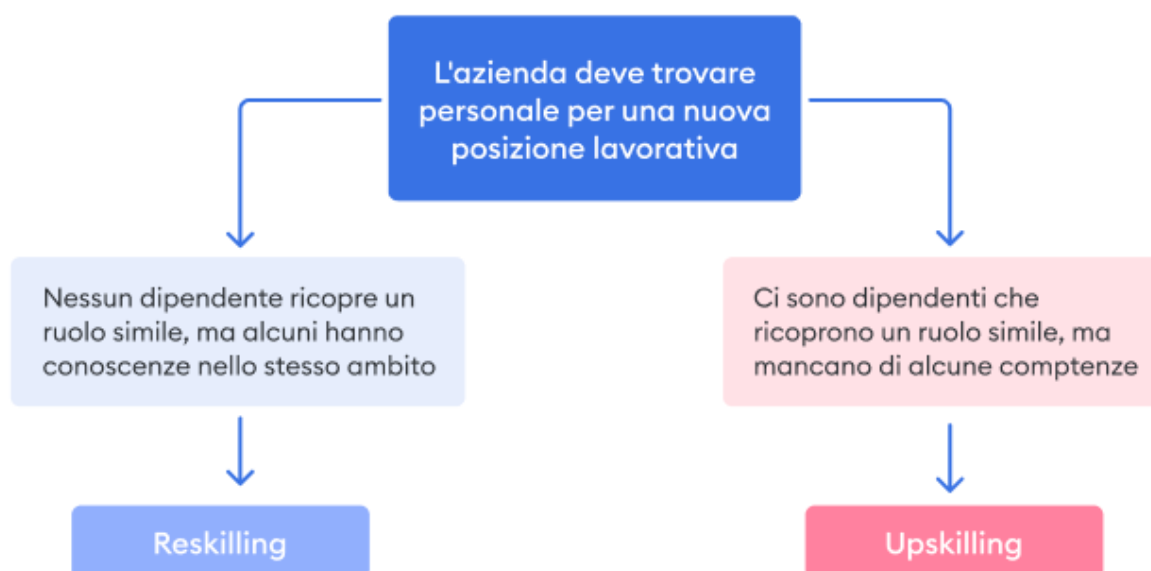 L'azienda deve trovare
personale per una nuova
posizione lavorativa
Nessun dipendente ricopre un
ruolo simile, ma alcuni hanno
conoscenze nello stesso ambito
Ci sono dipendenti che
ricoprono un ruolo simile, ma
mancano di alcune comptenze
Reskilling
Upskilling